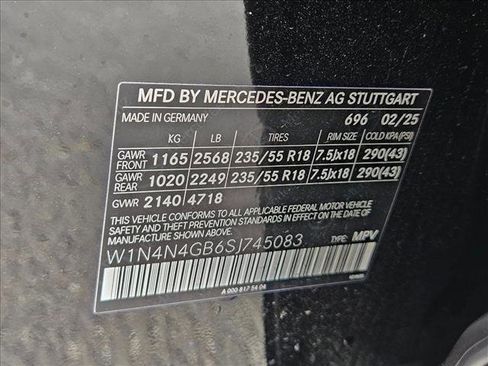 MFD BY MERCEDES-BENZ AG STUTTGART
MADE IN GERMANY 696 02/25
KG LB TIRES RIM SIZE COLD KPA(PSI)
GAWR FRONT 1165 2568 235/55 R18 7.5Jx18 290(43)
GAWR REAR 1020 2249 235/55 R18 7.5Jx18 290(43)
GVWR 2140 4718
THIS VEHICLE CONFORMS TO ALL APPLICABLE FEDERAL MOTOR VEHICLE
SAFETY AND THEFT PREVENTION STANDARDS IN EFFECT ON THE DATE OF
MANUFACTURE SHOWN ABOVE.
W1N4N4GB6SJ745083 TYPE: MPV
A 000 817 54 04